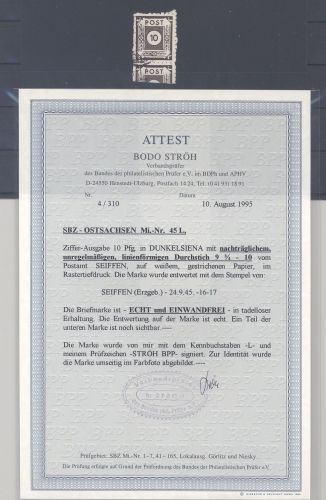 POST
10
POST
ATTEST
BODO STRÖH
Verbandsprüfer
des Bundes der philatelistischen Prüfer e.V. im BDPh und APHV
D-24550 Henstedt-Ulzburg, Postfach 14 24, Tel. 0 41 93 / 18 91
Nr. Datum
4 / 310 10. August 1995
SBZ - OSTSACHSEN Mi.-Nr. 45 L,
Ziffer-Ausgabe 10 Pfg. in DUNKELSIENA mit nachträglichem,
unregelmäßigen, linienförmigen Durchstich 9 ¾ - 10 vom
Postamt SEIFFEN, auf weißem, gestrichenen Papier, im
Rastertiefdruck. Die Marke wurde entwertet mit dem Stempel von:
SEIFFEN (Erzgeb.) - 24.9.45, -16-17
Die Briefmarke ist - ECHT und EINWANDFREI - in tadelloser
Erhaltung. Die Entwertung auf der Marke ist echt. Ein Teil der
unteren Marke ist noch sichtbar.----
Die Marke wurde von mir mit dem Kennbuchstaben -L- und
meinem Prüfzeichen -STRÖH BPP- signiert. Zur Identität wurde
die Marke umseitig im Farbfoto abgebildet.----
Prüfgebiet: SBZ Mi.-Nr. 1-7, 41-165, Lokalausg. Görlitz und Niesky.
Die Prüfung erfolgte auf Grund der Prüfordnung des Bundes der Philatelistischen Prüfer e.V.